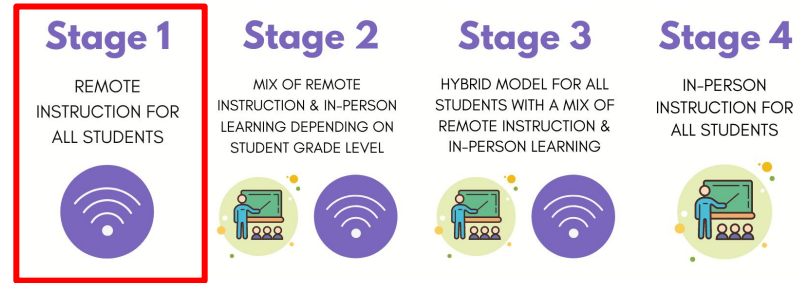 Stage 1
REMOTE
INSTRUCTION FOR
ALL STUDENTS
Stage 2
MIX OF REMOTE
INSTRUCTION & IN-PERSON
LEARNING DEPENDING ON
STUDENT GRADE LEVEL
Stage 3
HYBRID MODEL FOR ALL
STUDENTS WITH A MIX OF
REMOTE INSTRUCTION &
IN-PERSON LEARNING
Stage 4
IN-PERSON
INSTRUCTION FOR
ALL STUDENTS